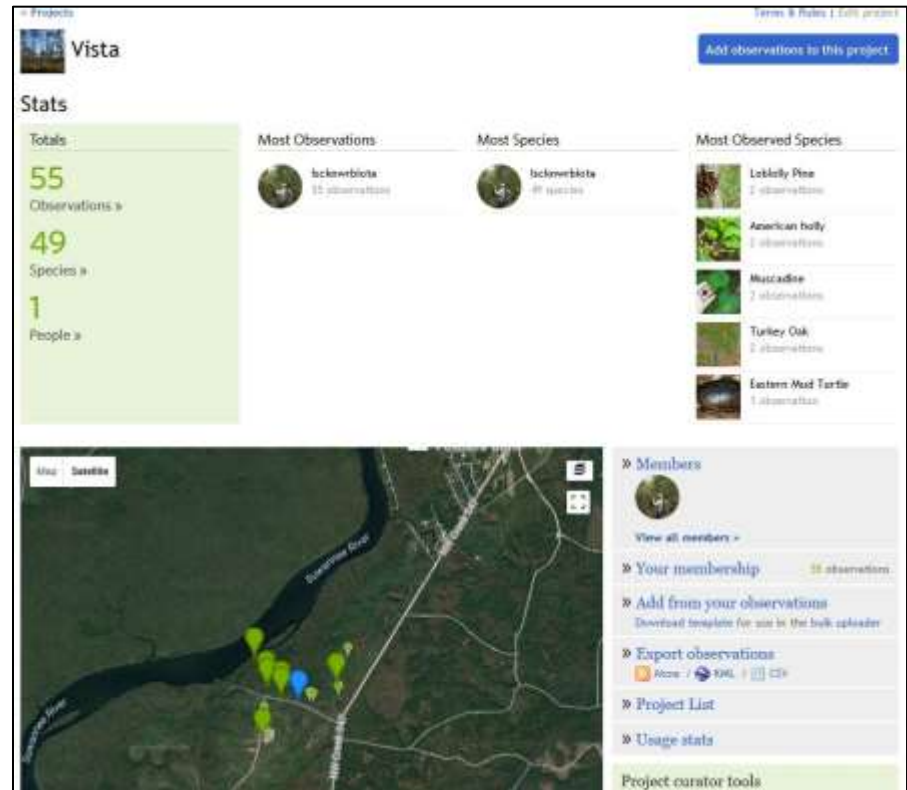 « Projects
Terms & Rules | Edit project
Vista
Add observations to this project
Stats
Totals
55
Observations »
49
Species »
1
People »
Most Observations
55 observations
Most Species
49 species
Most Observed Species
Loblolly Pine
2 observations
American holly
2 observations
Muscadine
2 observations
Turkey Oak
2 observations
Eastern Mud Turtle
1 observation
Map
Satellite
Suwannee River
Suwannee River
» Members
View all members »
» Your membership
55 observations
» Add from your observations
Download template for use in the bulk uploader
» Export observations
Atom / KML / CSV
» Project List
» Usage stats
Project curator tools